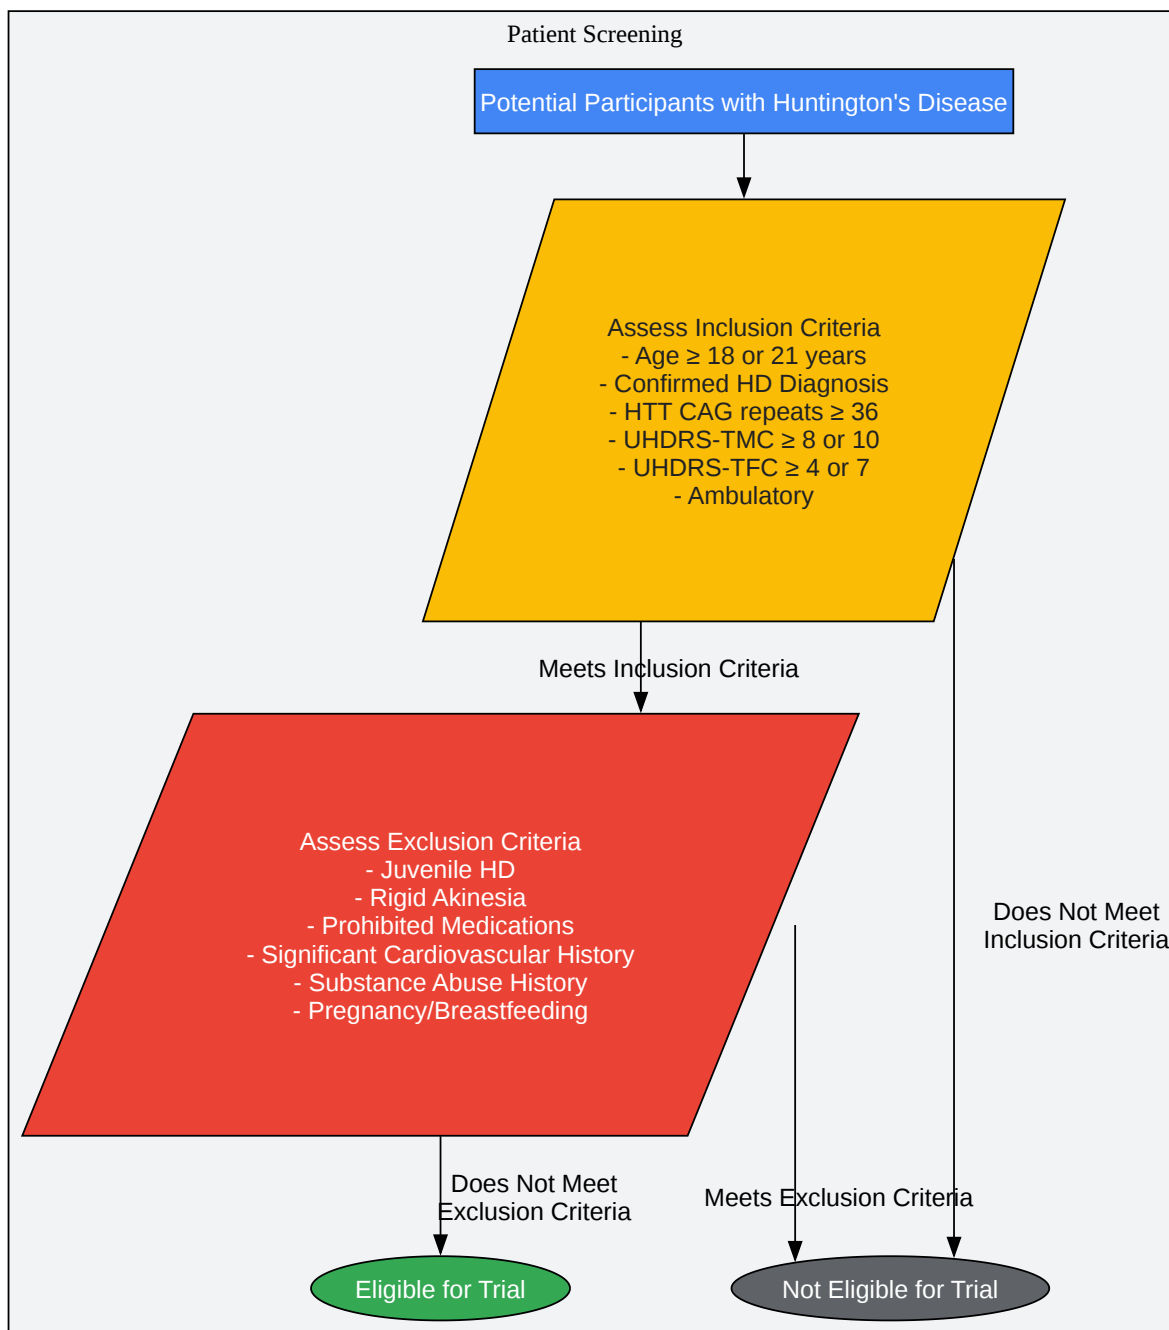 Patient Screening
Potential Participants with Huntington's Disease
Assess Inclusion Criteria
- Age ≥ 18 or 21 years
- Confirmed HD Diagnosis
- HTT CAG repeats ≥ 36
- UHDRS-TMC ≥ 8 or 10
- UHDRS-TFC ≥ 4 or 7
- Ambulatory
Meets Inclusion Criteria
Assess Exclusion Criteria
- Juvenile HD
- Rigid Akinesia
- Prohibited Medications
- Significant Cardiovascular History
- Substance Abuse History
- Pregnancy/Breastfeeding
Does Not Meet
Inclusion Criteria
Does Not Meet
Exclusion Criteria
Meets Exclusion Criteria
Eligible for Trial
Not Eligible for Trial